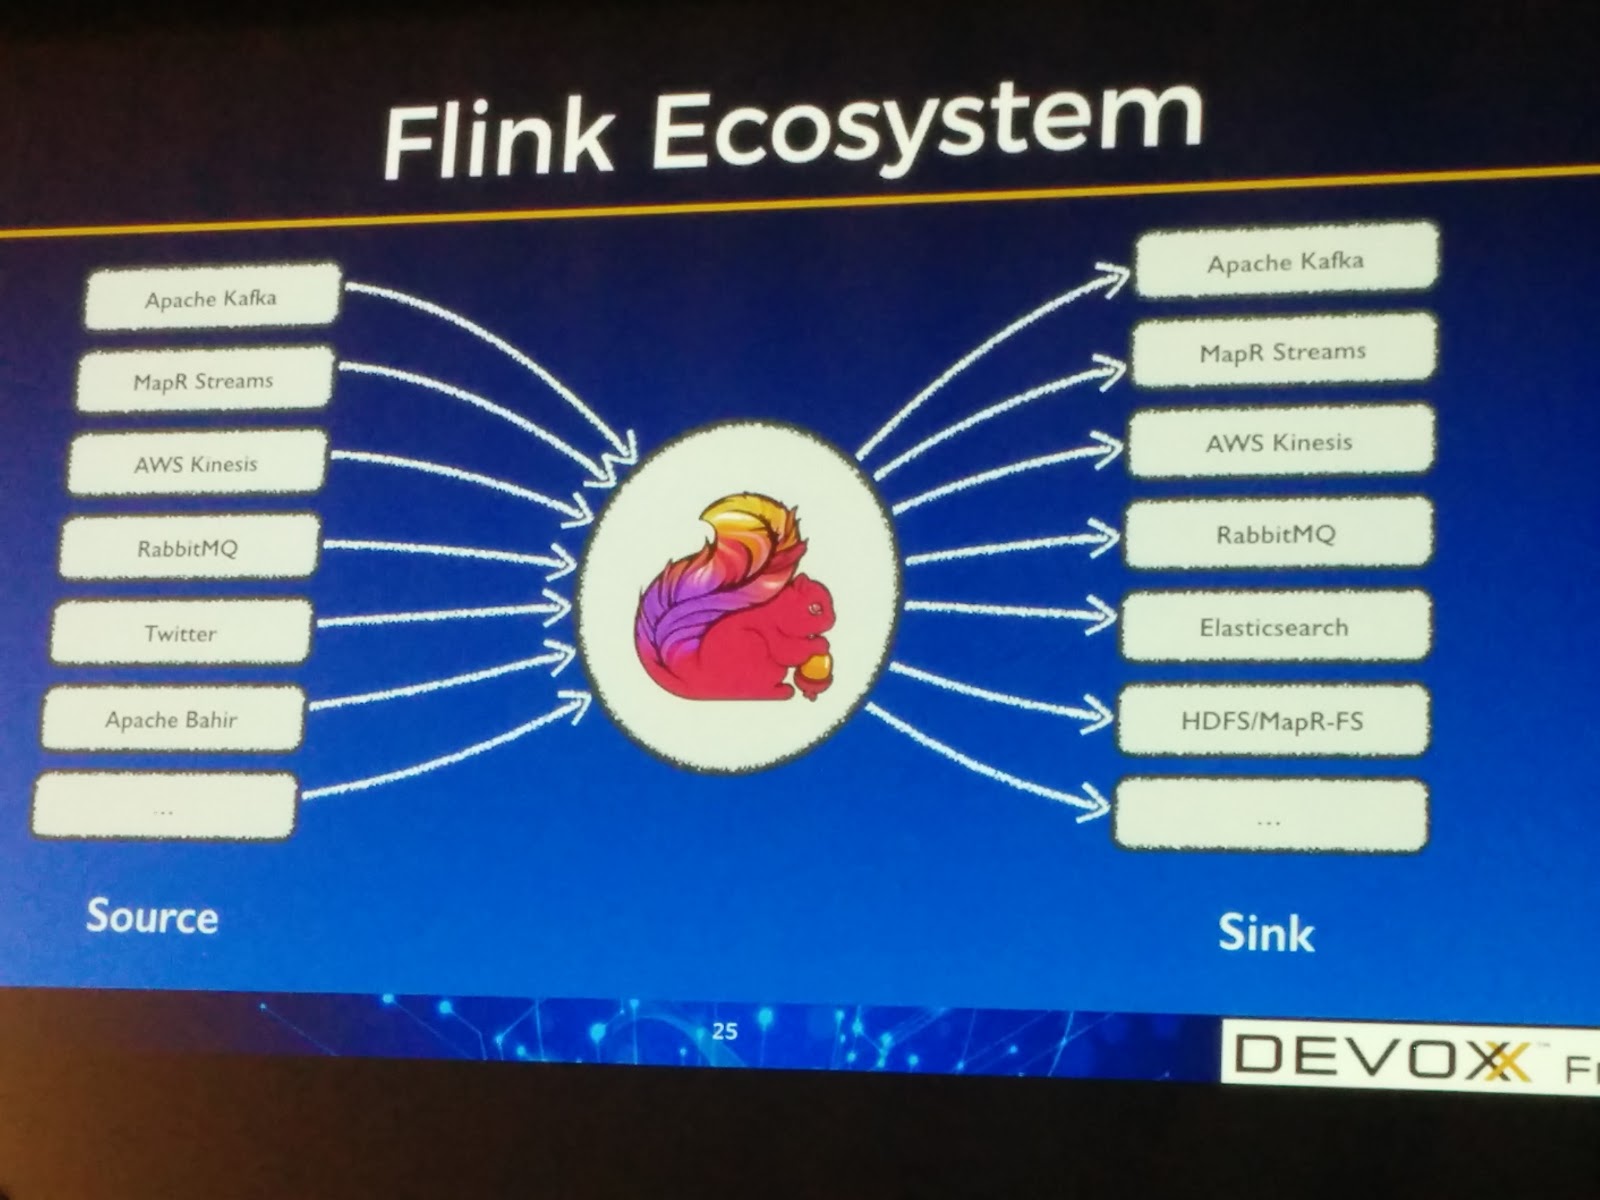 Flink Ecosystem
Apache Kafka
MapR Streams
AWS Kinesis
RabbitMQ
Twitter
Apache Bahir
...
Source
Apache Kafka
MapR Streams
AWS Kinesis
RabbitMQ
Elasticsearch
HDFS/MapR-FS
...
Sink
25
DEVOXX™ Fr